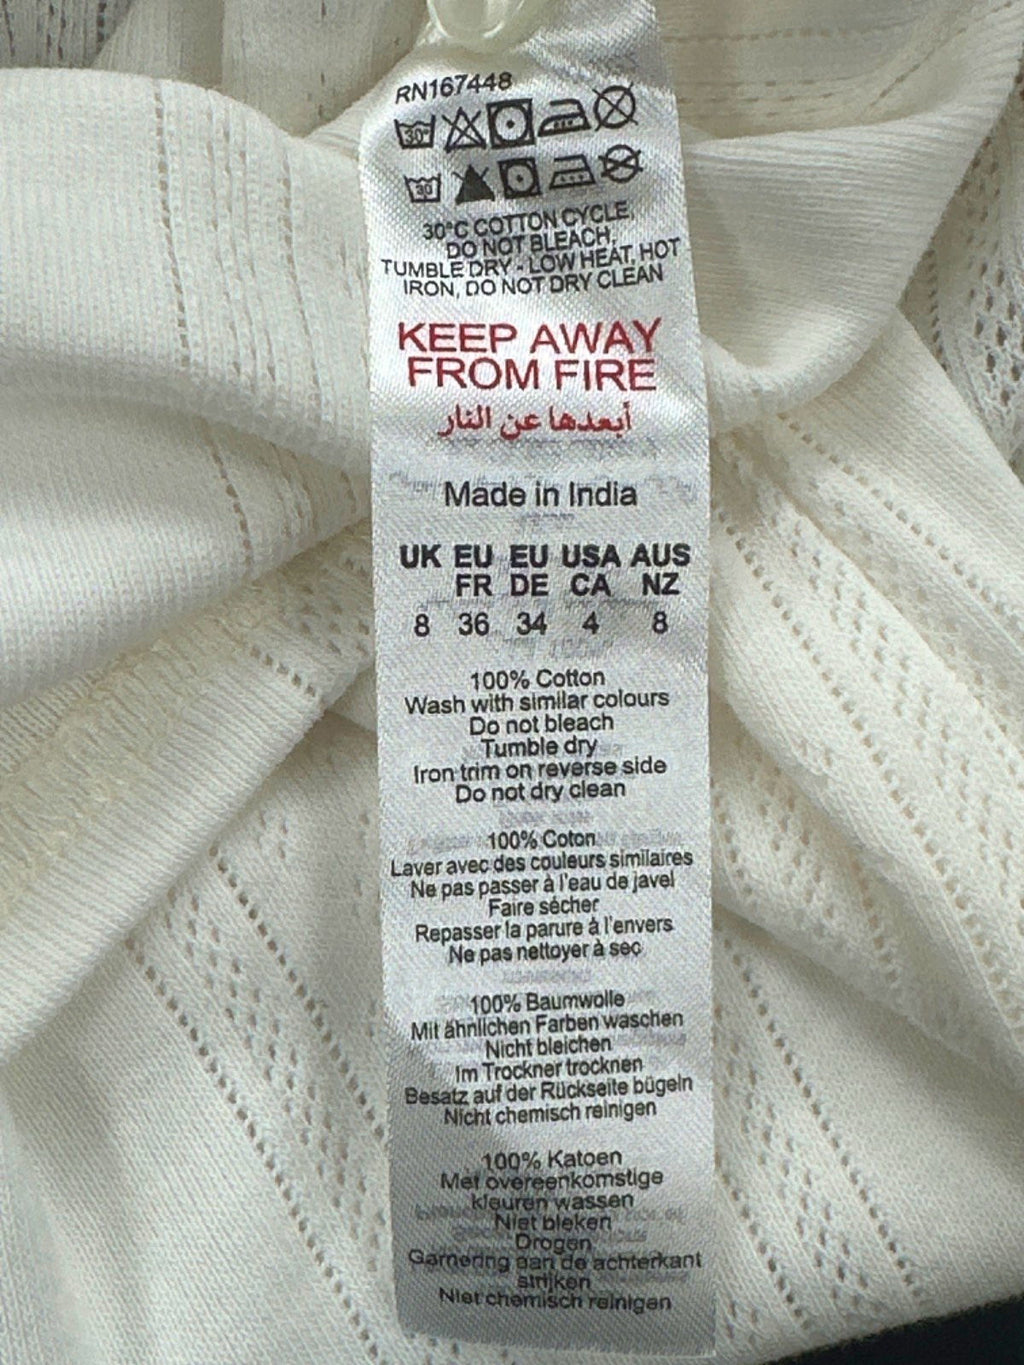 RN167448
30°
30
30°C COTTON CYCLE,
DO NOT BLEACH,
TUMBLE DRY - LOW HEAT, HOT
IRON, DO NOT DRY CLEAN
KEEP AWAY
FROM FIRE
أبعدها عن النار
Made in India
UK EU EU USA AUS
FR DE CA NZ
8 36 34 4 8
100% Cotton
Wash with similar colours
Do not bleach
Tumble dry
Iron trim on reverse side
Do not dry clean
100% Coton
Laver avec des couleurs similaires
Ne pas passer à l'eau de javel
Faire sécher
Repasser la parure à l'envers
Ne pas nettoyer à sec
100% Baumwolle
Mit ähnlichen Farben waschen
Nicht bleichen
Im Trockner trocknen
Besatz auf der Rückseite bügeln
Nicht chemisch reinigen
100% Katoen
Met overeenkomstige
kleuren wassen
Niet bleken
Drogen
Garnering aan de achterkant
strijken
Niet chemisch reinigen